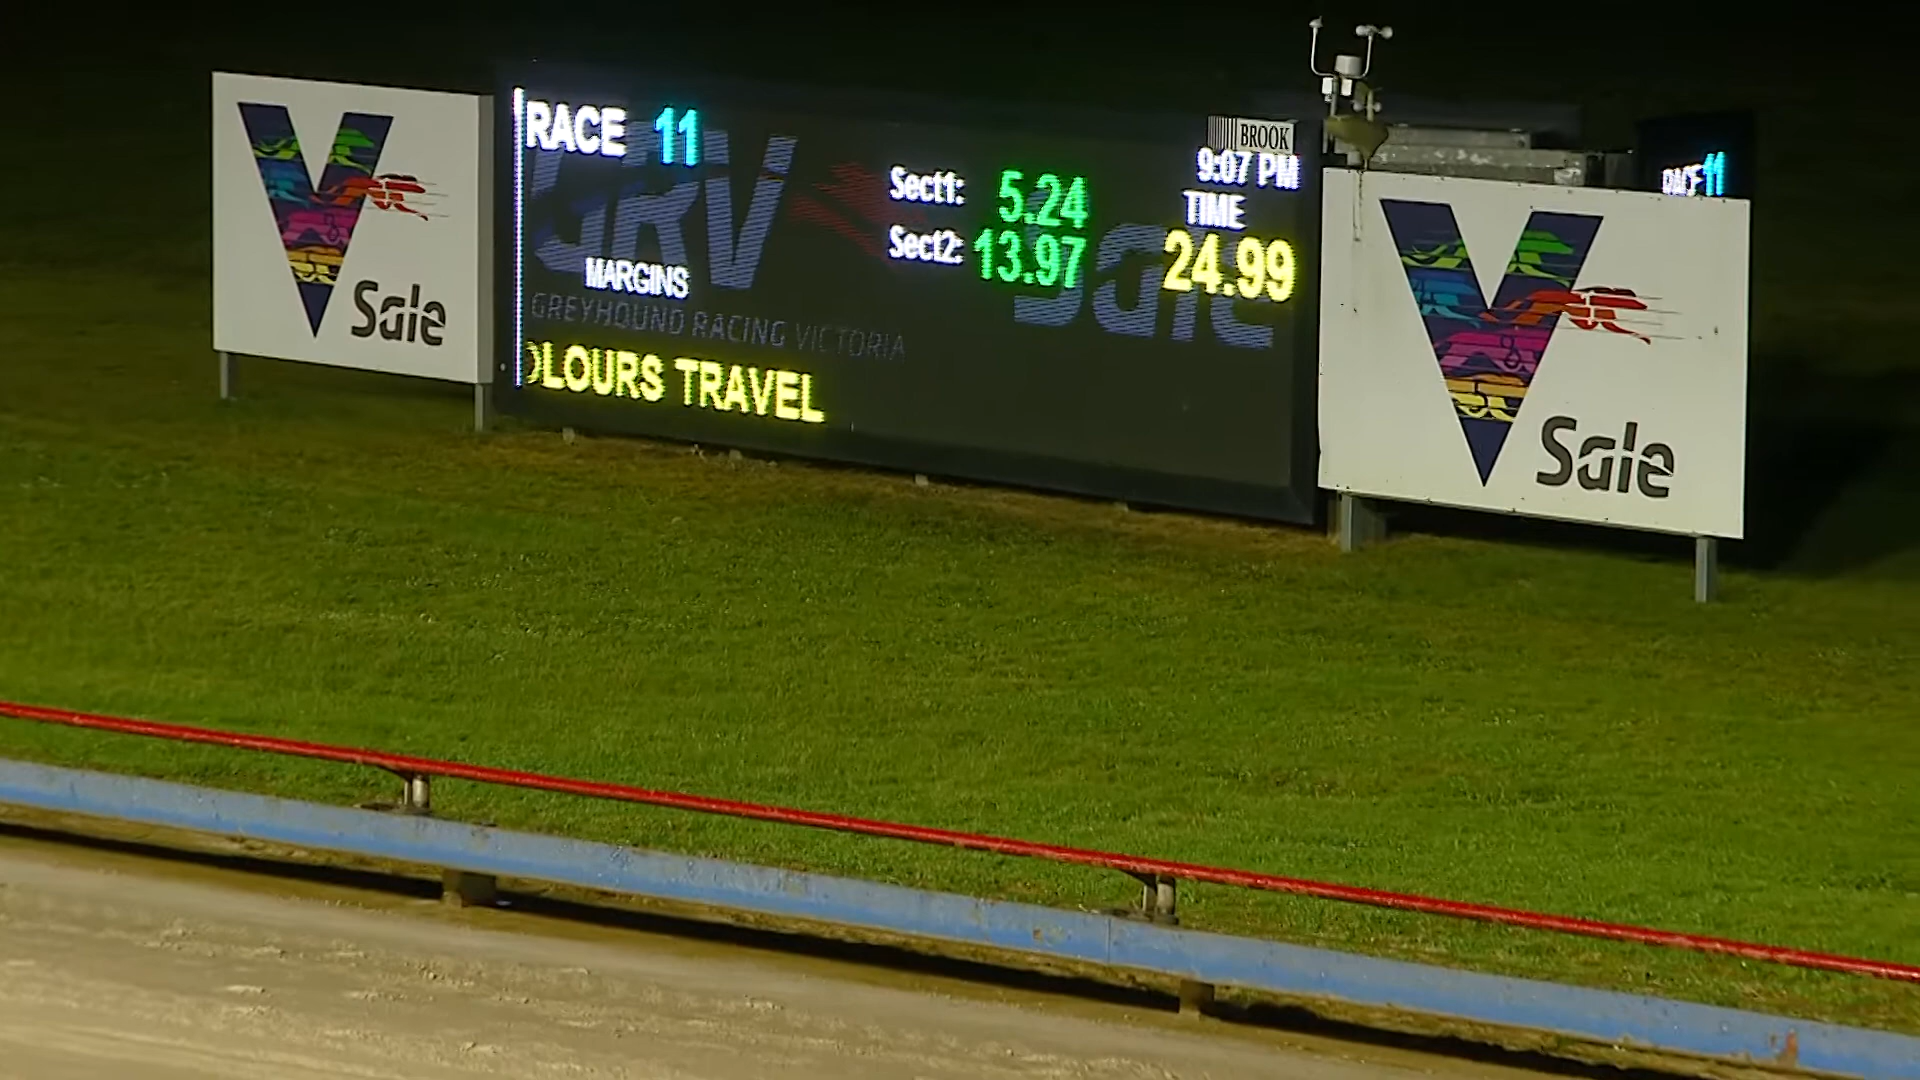 V
Sale
RACE 11
GRV
Sale
GREYHOUND RACING VICTORIA
MARGINS
Sect1: 5.24
Sect2: 13.97
BROOK
9:07 PM
TIME
24.99
OLOURS TRAVEL
RACE 11
V
Sale